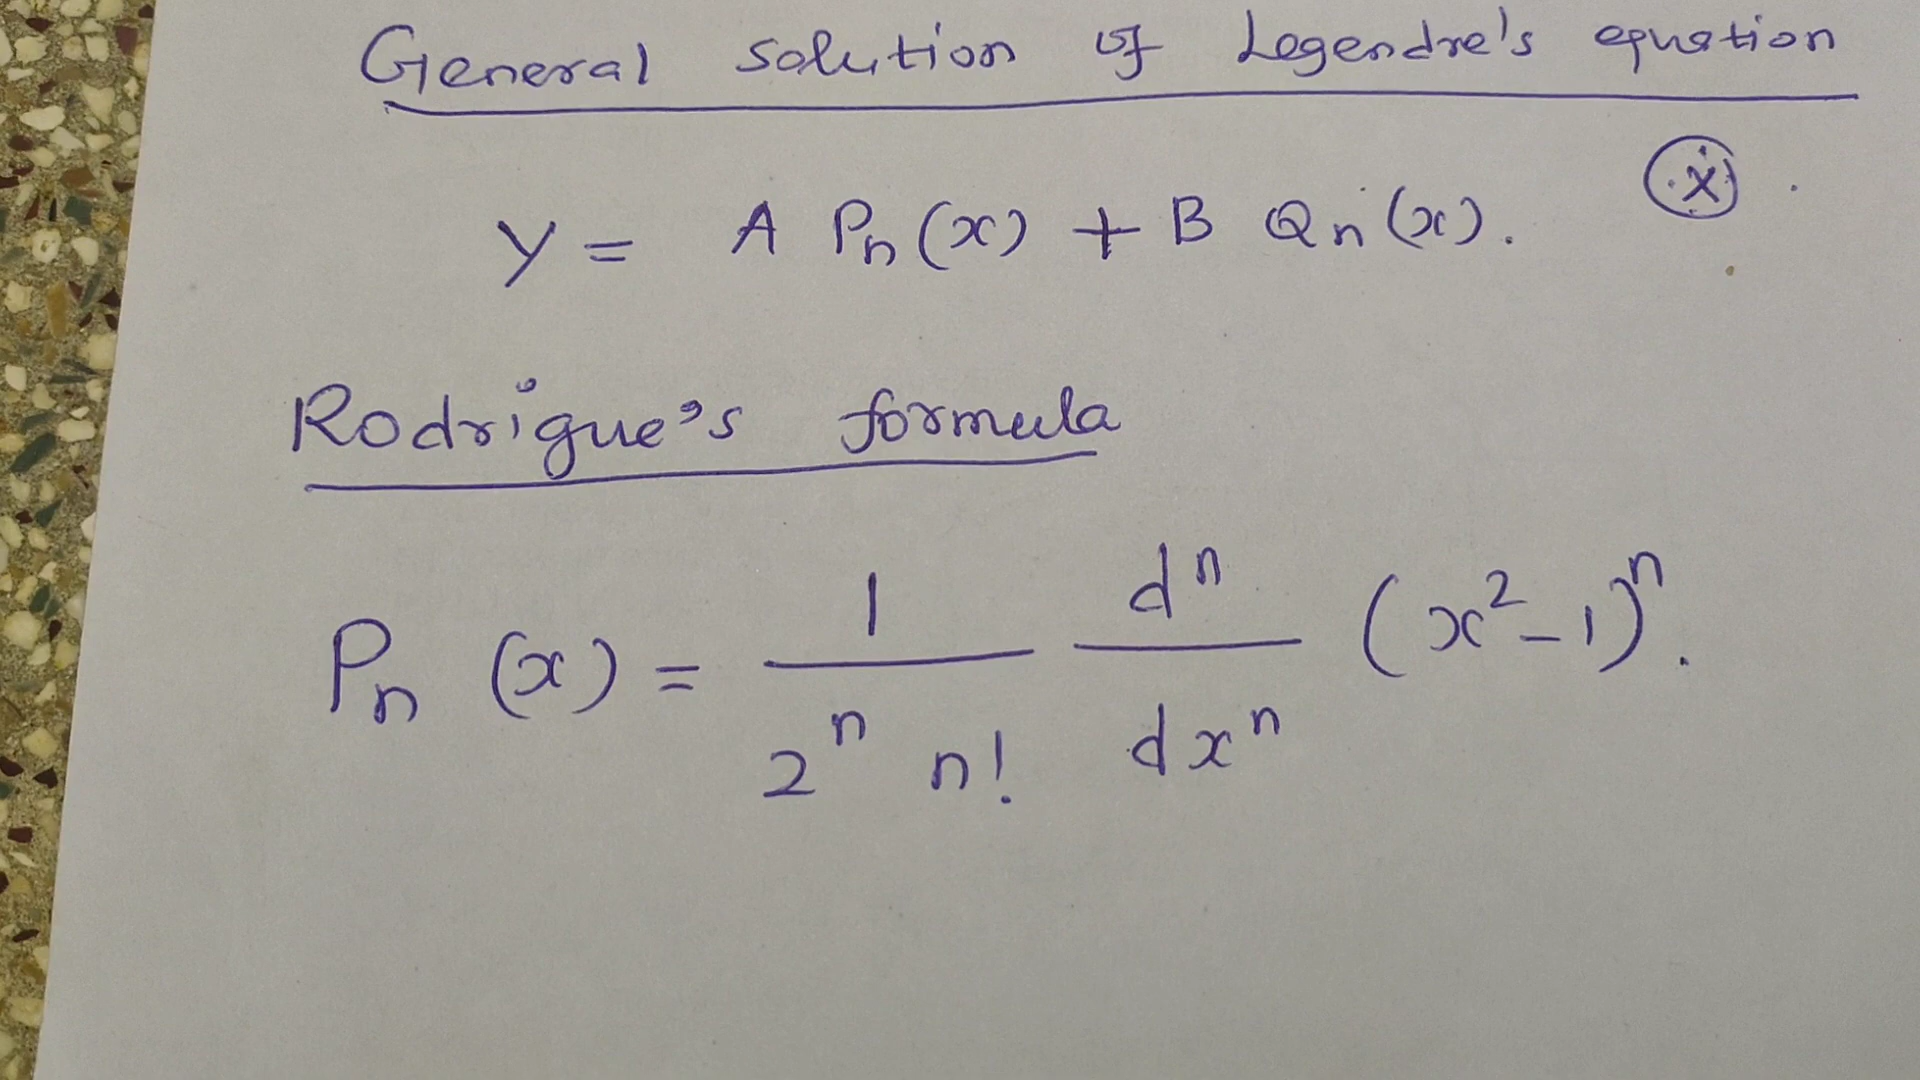 General solution of Legendre's equation
y = A Pn(x) + B Qn(x). ⊗
Rodrigue's formula
Pn (x) = 1/(2^n n!) d^n/dx^n (x^2-1)^n.